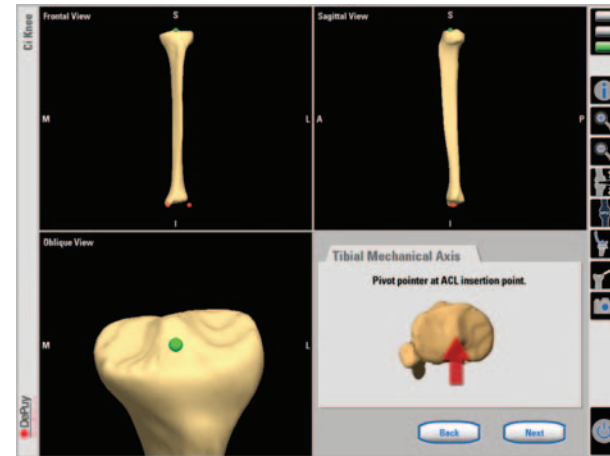 Ci Knee
Frontal View
S
M
L
I
Sagittal View
S
A
P
I
Oblique View
M
L
Tibial Mechanical Axis
Pivot pointer at ACL insertion point.
Back
Next
DePuy